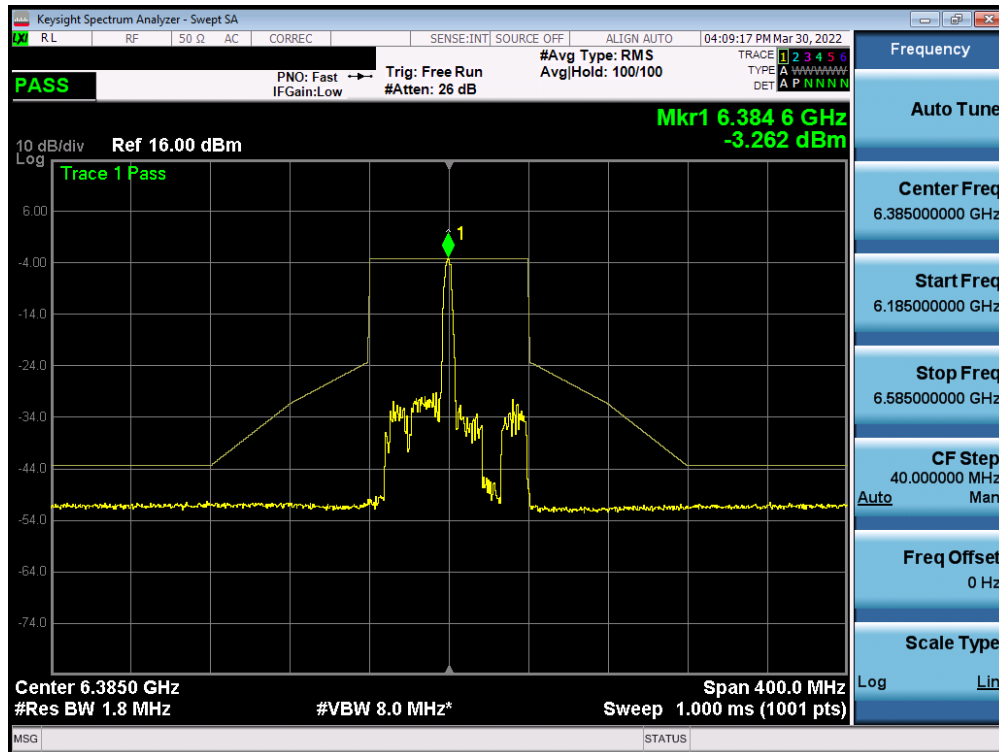 Keysight Spectrum Analyzer - Swept SA
LXI RL RF 50 Ω AC CORREC SENSE:INT SOURCE OFF ALIGN AUTO 04:09:17 PM Mar 30, 2022
PASS
PNO: Fast
IFGain:Low
Trig: Free Run
#Atten: 26 dB
#Avg Type: RMS
Avg|Hold: 100/100
TRACE 1 2 3 4 5 6
TYPE A WWWWW
DET A P N N N N
Mkr1 6.384 6 GHz
-3.262 dBm
10 dB/div Ref 16.00 dBm
Log
Trace 1 Pass
1
6.00
-4.00
-14.0
-24.0
-34.0
-44.0
-54.0
-64.0
-74.0
Center 6.3850 GHz Span 400.0 MHz
#Res BW 1.8 MHz #VBW 8.0 MHz* Sweep 1.000 ms (1001 pts)
MSG STATUS
Frequency
Auto Tune
Center Freq
6.385000000 GHz
Start Freq
6.185000000 GHz
Stop Freq
6.585000000 GHz
CF Step
40.000000 MHz
Auto Man
Freq Offset
0 Hz
Scale Type
Log Lin